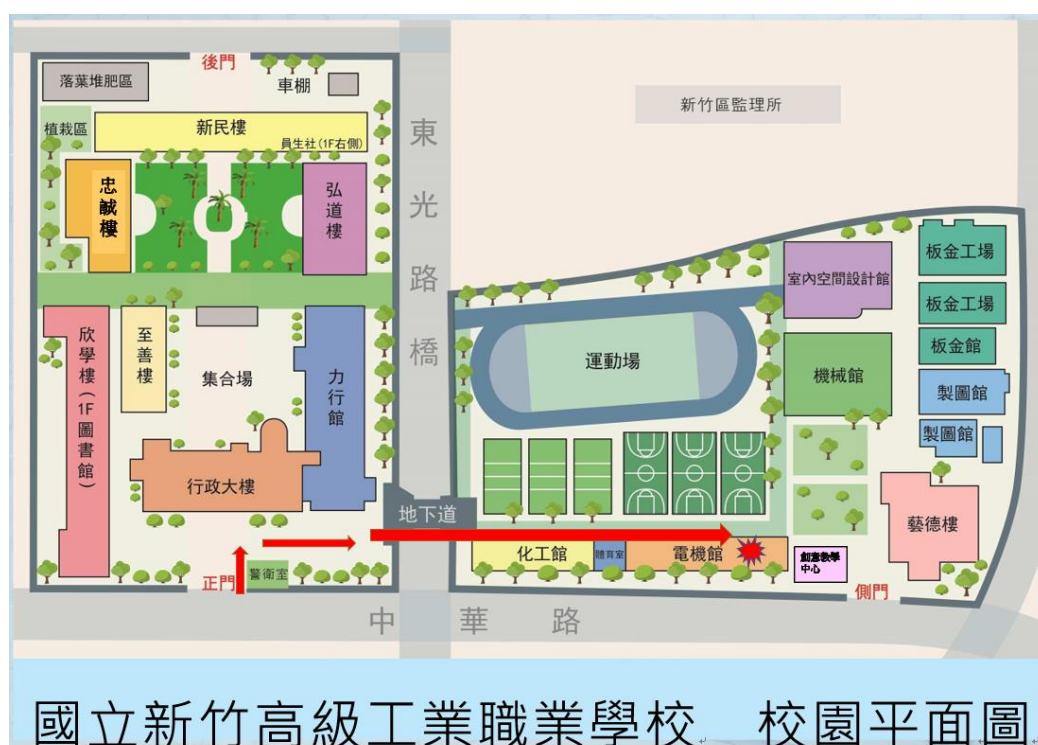 後門
落葉堆肥區
車棚
植栽區
新民樓
員生社(1F右側)
忠誠樓
弘道樓
東光路橋
新竹區監理所
欣學樓(1F圖書館)
至善樓
集合場
力行館
行政大樓
正門
警衛室
地下道
中華路
運動場
室內空間設計館
機械館
板金工場
板金工場
板金館
製圖館
製圖館
藝德樓
化工館
體育室
電機館
創意教學
中心
側門
國立新竹高級工業職業學校 校園平面圖